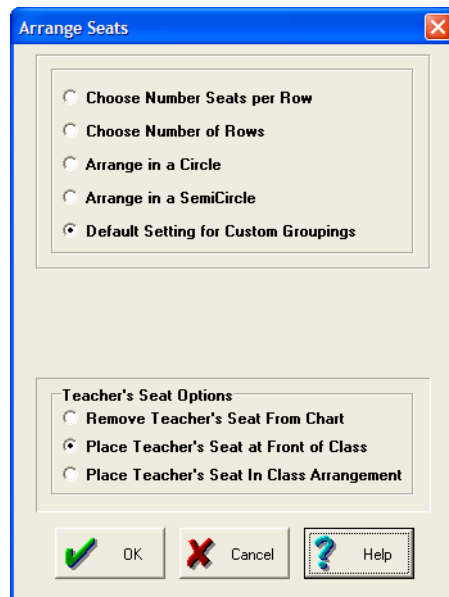 Arrange Seats
Choose Number Seats per Row
Choose Number of Rows
Arrange in a Circle
Arrange in a SemiCircle
Default Setting for Custom Groupings
Teacher's Seat Options
Remove Teacher's Seat From Chart
Place Teacher's Seat at Front of Class
Place Teacher's Seat In Class Arrangement
OK
Cancel
Help